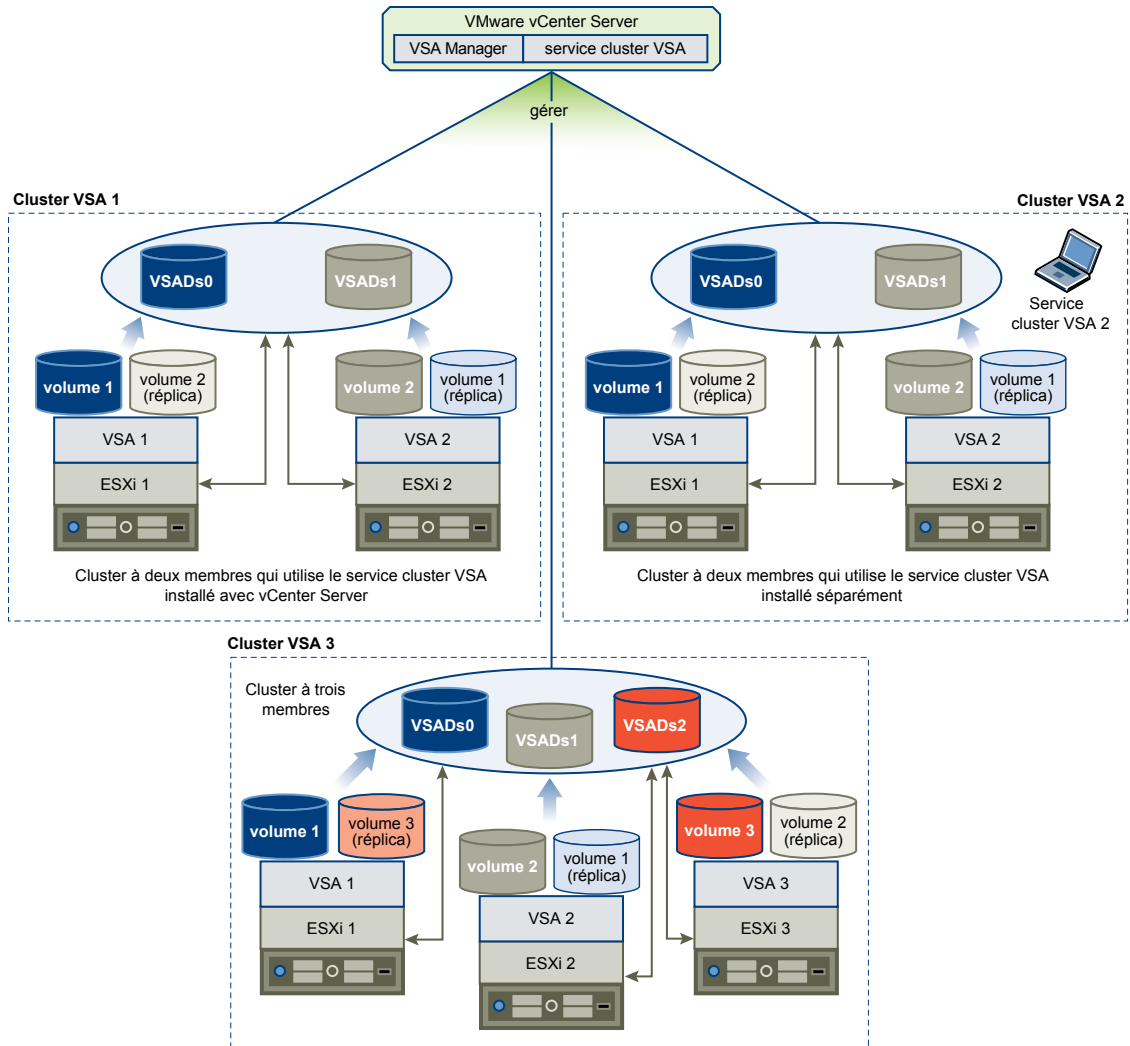 VMware vCenter Server
VSA Manager
service cluster VSA
gérer
Cluster VSA 1
VSADs0
VSADs1
volume 1
volume 2
(réplica)
volume 2
volume 1
(réplica)
VSA 1
VSA 2
ESXi 1
ESXi 2
Cluster à deux membres qui utilise le service cluster VSA
installé avec vCenter Server
Cluster VSA 2
VSADs0
VSADs1
Service
cluster VSA 2
volume 1
volume 2
(réplica)
volume 2
volume 1
(réplica)
VSA 1
VSA 2
ESXi 1
ESXi 2
Cluster à deux membres qui utilise le service cluster VSA
installé séparément
Cluster VSA 3
Cluster à trois
membres
VSADs0
VSADs1
VSADs2
volume 1
volume 3
(réplica)
volume 2
volume 1
(réplica)
volume 3
volume 2
(réplica)
VSA 1
VSA 2
VSA 3
ESXi 1
ESXi 2
ESXi 3